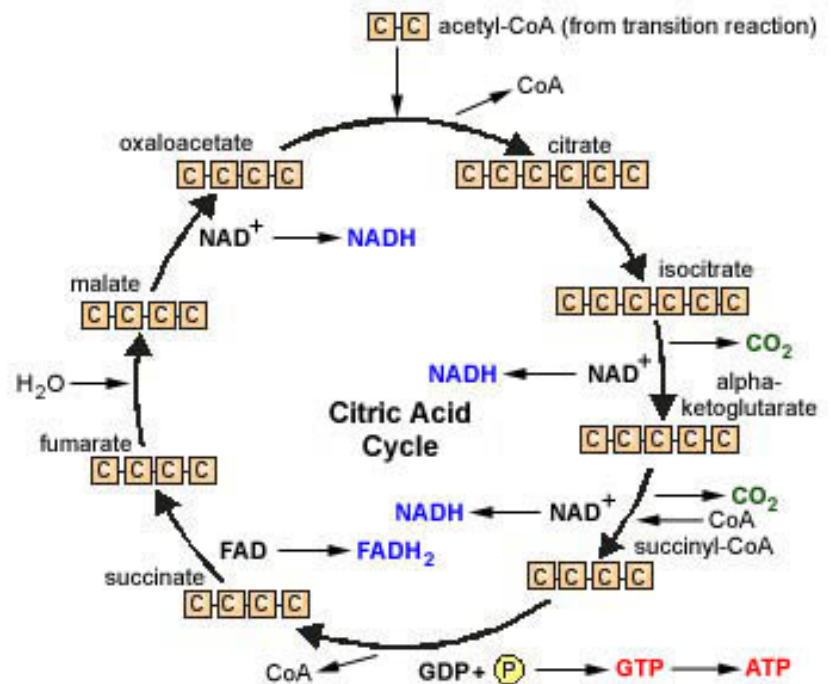 C C acetyl-CoA (from transition reaction)
CoA
oxaloacetate
C C C C
citrate
C C C C C C
NAD+ NADH
isocitrate
C C C C C C
malate
C C C C
CO2
NADH NAD+
alpha-
ketoglutarate
C C C C C
H2O
Citric Acid
Cycle
fumarate
C C C C
CO2
NADH NAD+
CoA
succinyl-CoA
C C C C
FAD FADH2
succinate
C C C C
CoA
GDP + P GTP ATP